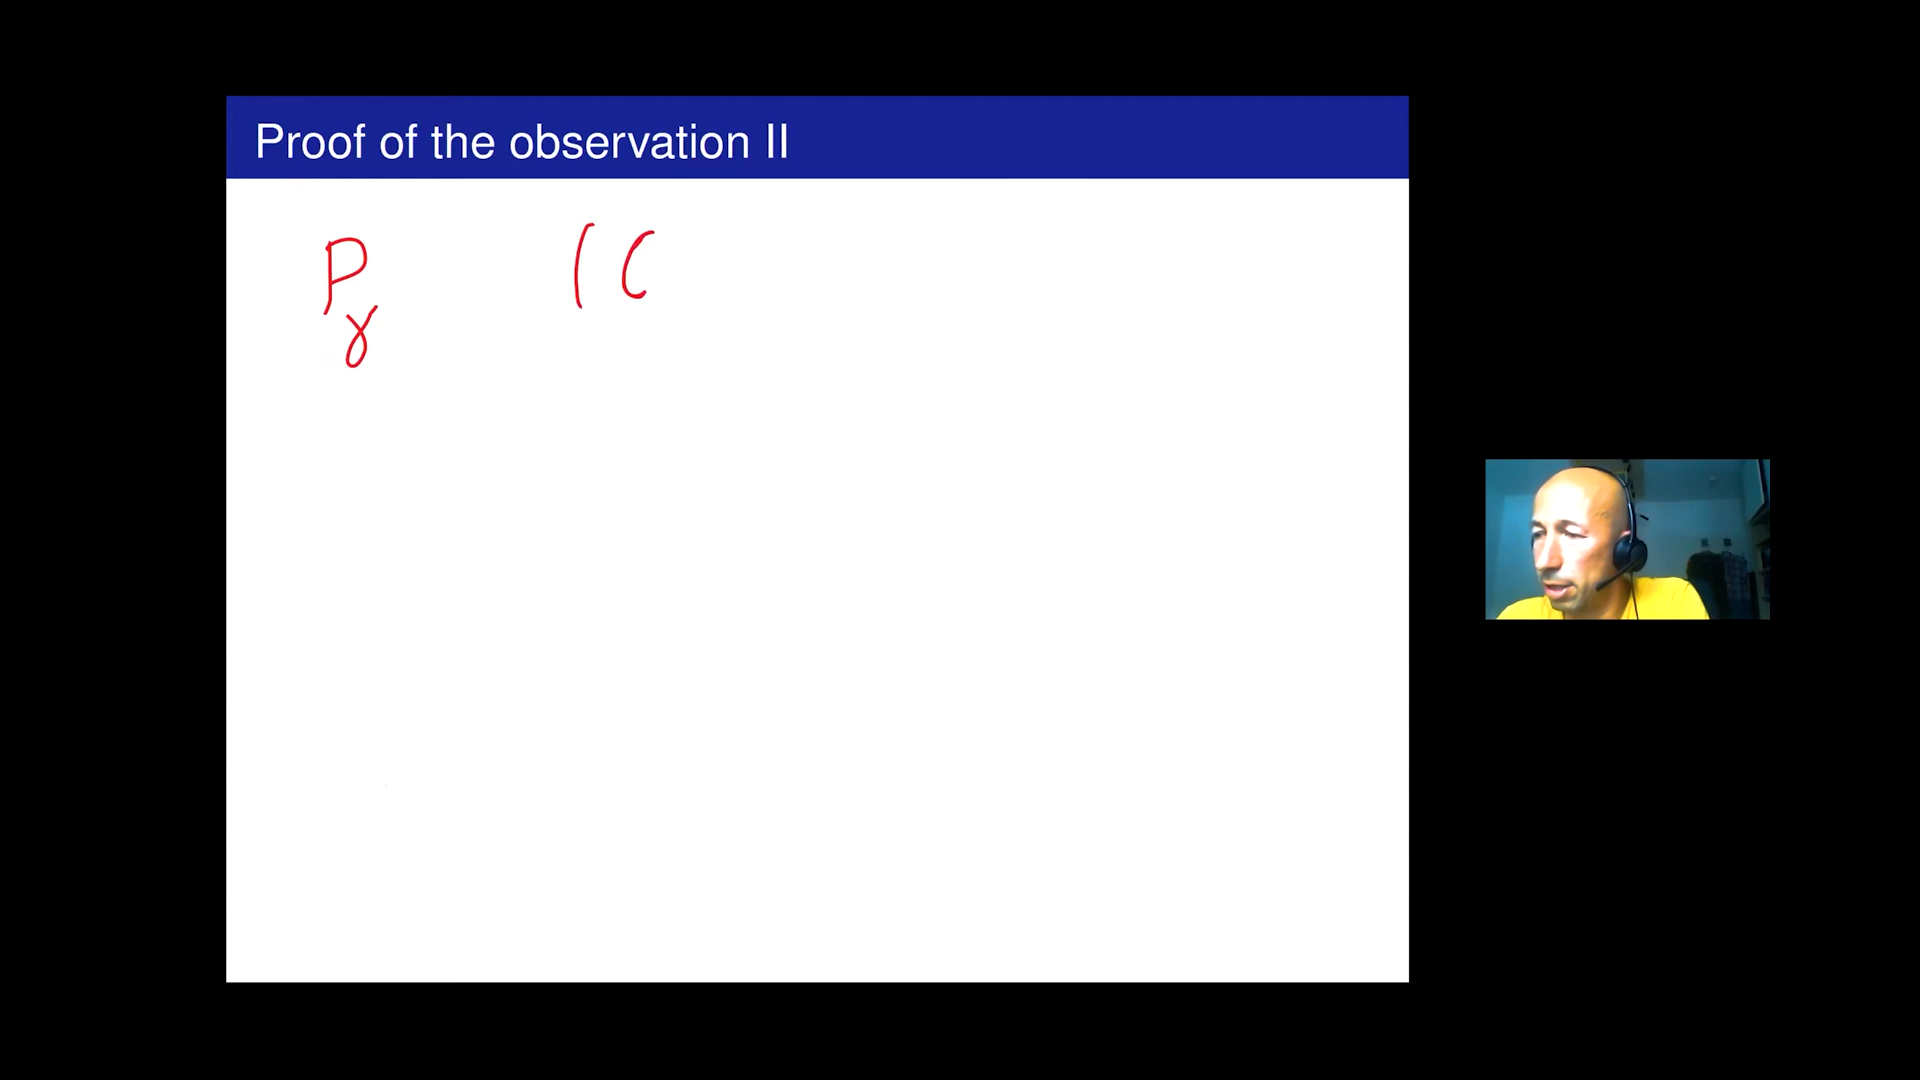 Proof of the observation II
P ( C
γ